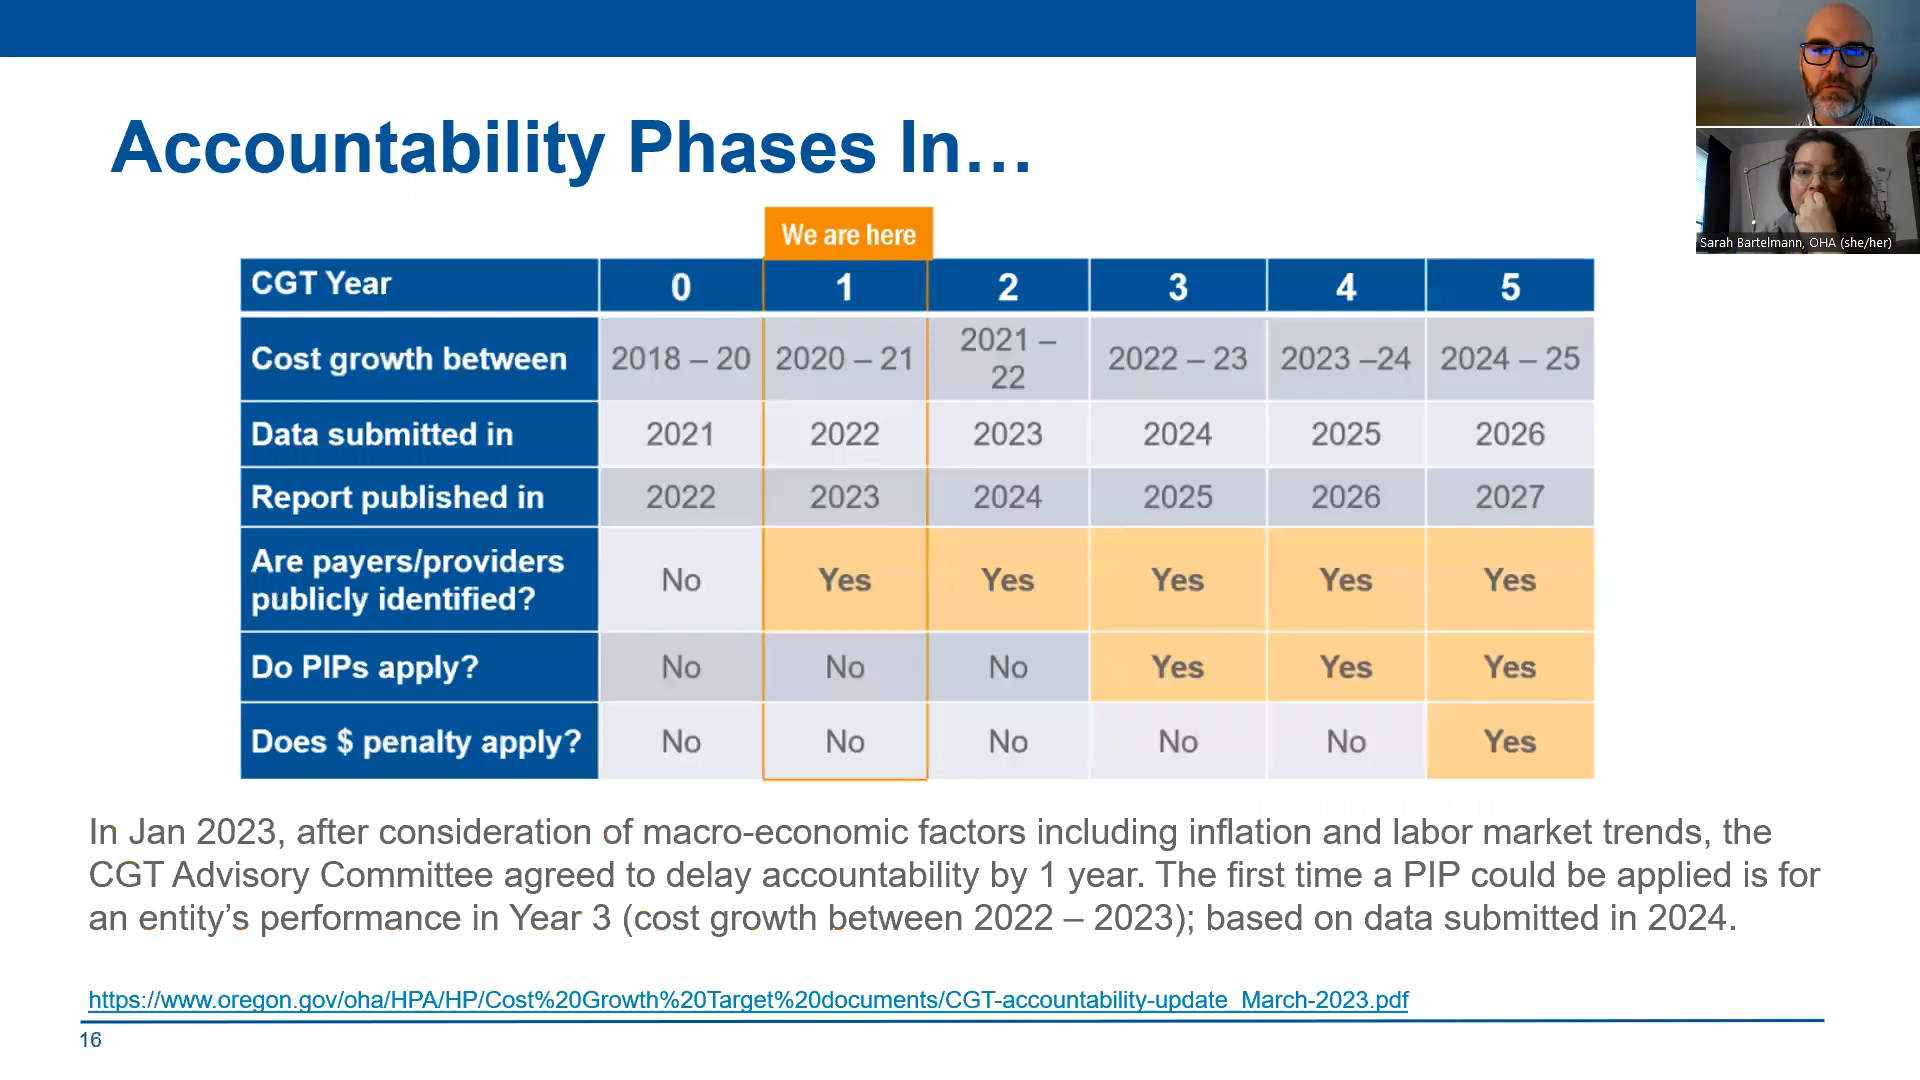 Accountability Phases In…
We are here
CGT Year 0 1 2 3 4 5
Cost growth between 2018 – 20 2020 – 21 2021 – 22 2022 – 23 2023 –24 2024 – 25
Data submitted in 2021 2022 2023 2024 2025 2026
Report published in 2022 2023 2024 2025 2026 2027
Are payers/providers publicly identified? No Yes Yes Yes Yes Yes
Do PIPs apply? No No No Yes Yes Yes
Does $ penalty apply? No No No No No Yes
In Jan 2023, after consideration of macro-economic factors including inflation and labor market trends, the
CGT Advisory Committee agreed to delay accountability by 1 year. The first time a PIP could be applied is for
an entity’s performance in Year 3 (cost growth between 2022 – 2023); based on data submitted in 2024.
https://www.oregon.gov/oha/HPA/HP/Cost%20Growth%20Target%20documents/CGT-accountability-update_March-2023.pdf
16
Sarah Bartelmann, OHA (she/her)